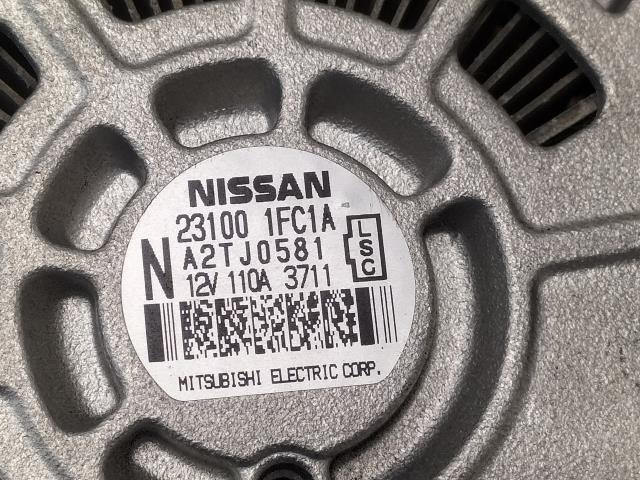 NISSAN
23100 1FC1A
N A2TJ0581
12V 110A 3711
LSC
MITSUBISHI ELECTRIC CORP.